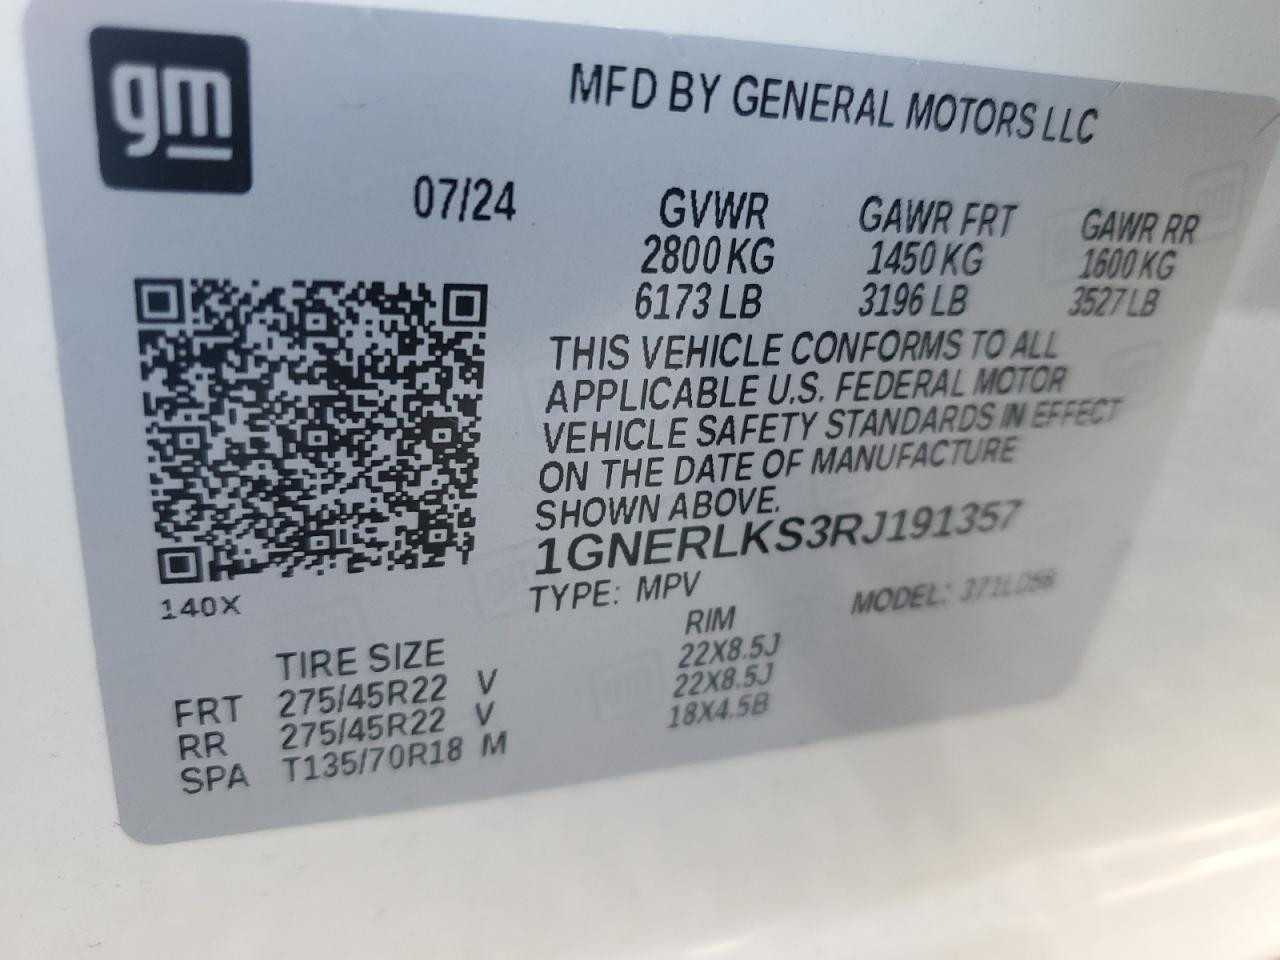 gm
MFD BY GENERAL MOTORS LLC
07/24
GVWR GAWR FRT GAWR RR
2800 KG 1450 KG 1600 KG
6173 LB 3196 LB 3527 LB
THIS VEHICLE CONFORMS TO ALL
APPLICABLE U.S. FEDERAL MOTOR
VEHICLE SAFETY STANDARDS IN EFFECT
ON THE DATE OF MANUFACTURE
SHOWN ABOVE.
1GNERLKS3RJ191357
140X
TYPE: MPV MODEL:
TIRE SIZE RIM
FRT 275/45R22 V 22X8.5J
RR 275/45R22 V 22X8.5J
SPA T135/70R18 M 18X4.5B